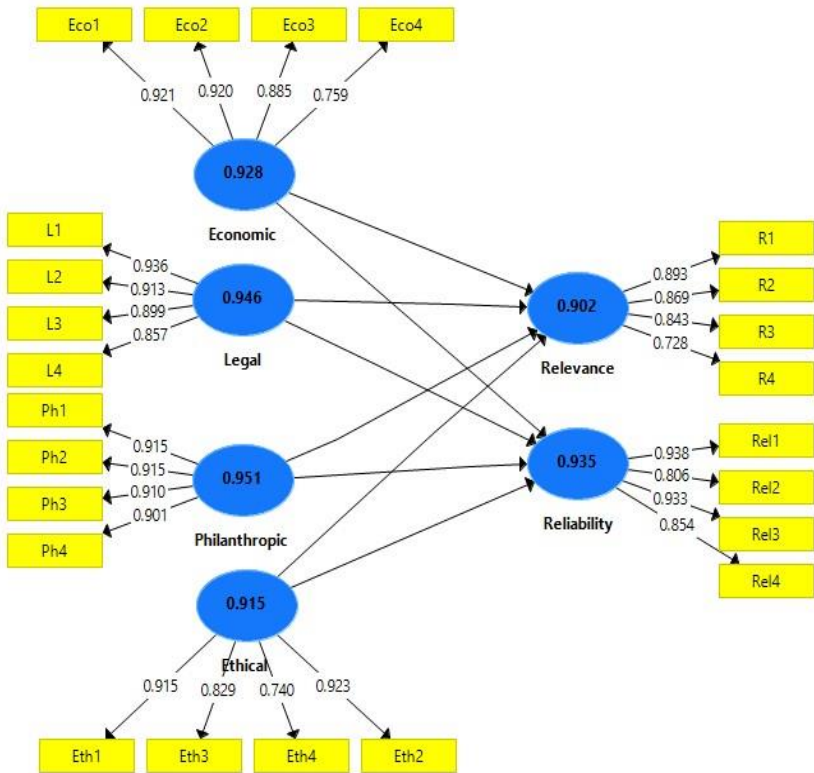 Eco1
Eco2
Eco3
Eco4
0.921
0.920
0.885
0.759
0.928
Economic
L1
L2
L3
L4
0.936
0.913
0.899
0.857
0.946
Legal
Ph1
Ph2
Ph3
Ph4
0.915
0.915
0.910
0.901
0.951
Philanthropic
0.915
Ethical
0.915
0.829
0.740
0.923
Eth1
Eth3
Eth4
Eth2
0.902
Relevance
0.893
0.869
0.843
0.728
R1
R2
R3
R4
0.935
Reliability
0.938
0.806
0.933
0.854
Rel1
Rel2
Rel3
Rel4